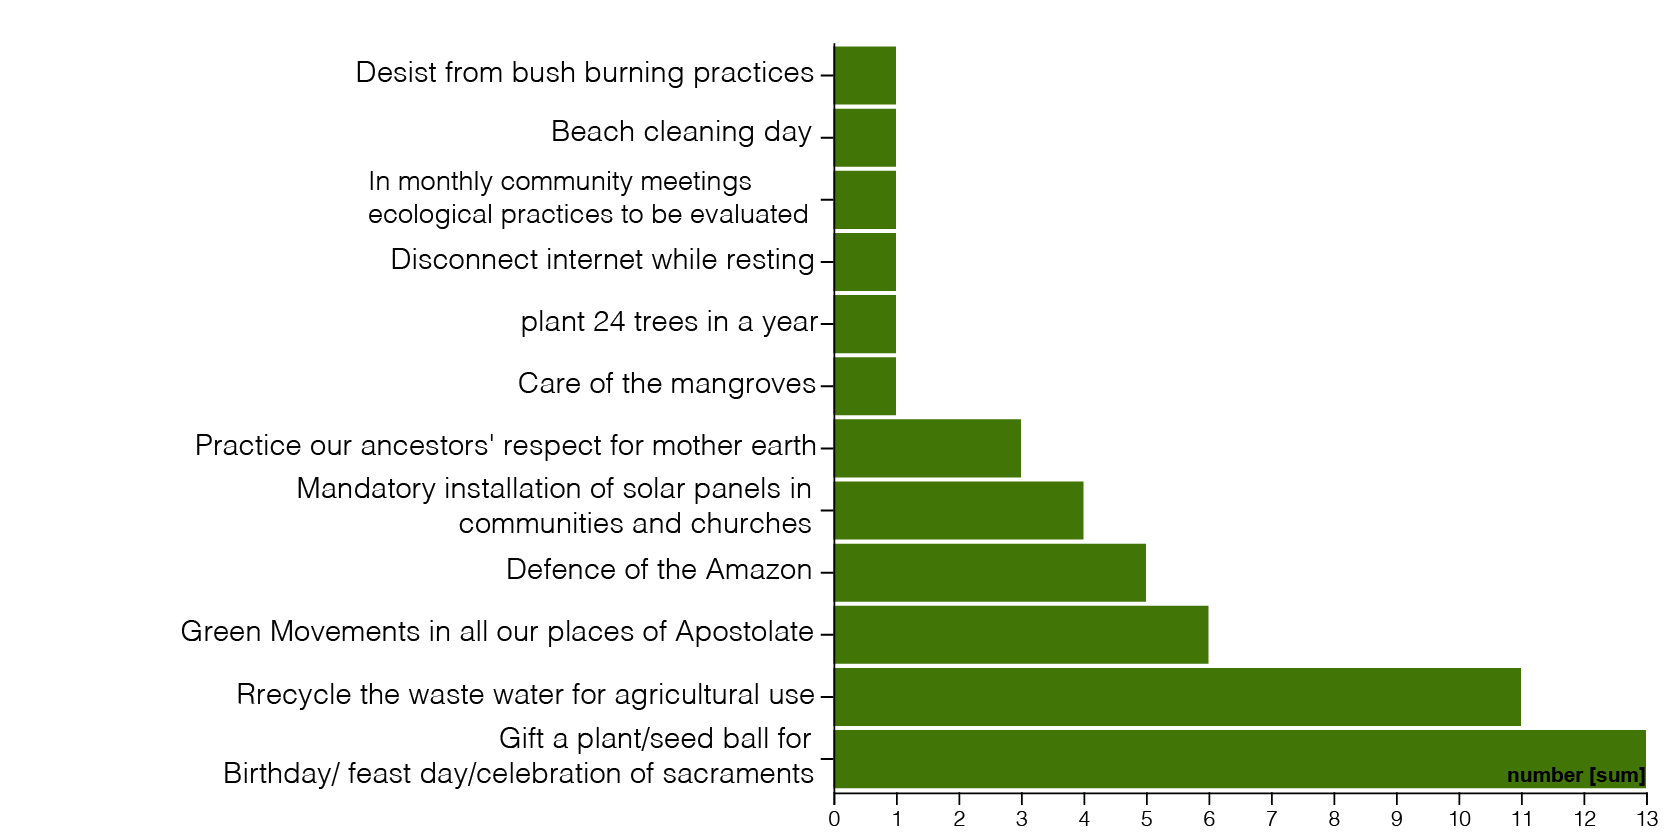 Desist from bush burning practices
Beach cleaning day
In monthly community meetings
ecological practices to be evaluated
Disconnect internet while resting
plant 24 trees in a year
Care of the mangroves
Practice our ancestors' respect for mother earth
Mandatory installation of solar panels in
communities and churches
Defence of the Amazon
Green Movements in all our places of Apostolate
Rrecycle the waste water for agricultural use
Gift a plant/seed ball for
Birthday/ feast day/celebration of sacraments
number [sum]
0 1 2 3 4 5 6 7 8 9 10 11 12 13